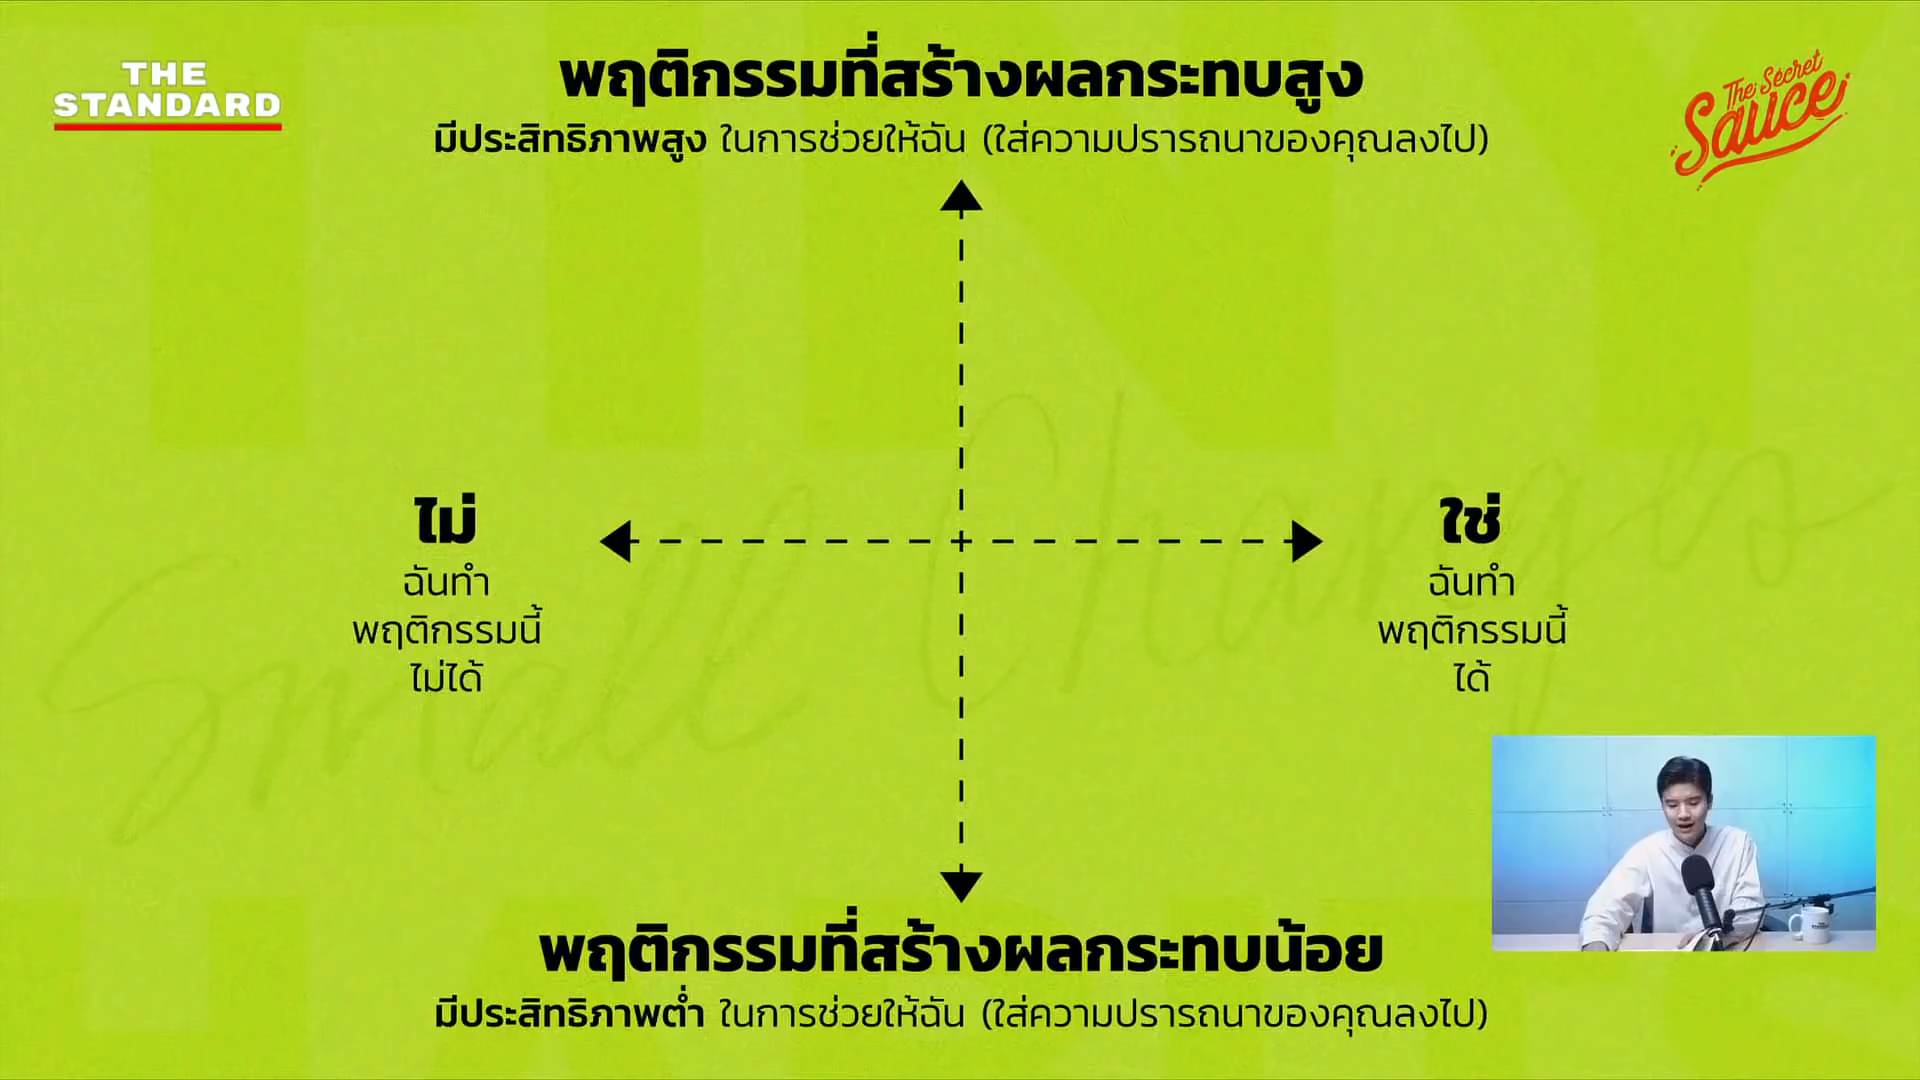 THE
STANDARD
พฤติกรรมที่สร้างผลกระทบสูง
มีประสิทธิภาพสูง ในการช่วยให้ฉัน (ใส่ความปรารถนาของคุณลงไป)
The Secret
Sauce
TINY
ไม่
ฉันทำ
พฤติกรรมนี้
ไม่ได้
ใช่
ฉันทำ
พฤติกรรมนี้
ได้
Small Changes
พฤติกรรมที่สร้างผลกระทบน้อย
มีประสิทธิภาพต่ำ ในการช่วยให้ฉัน (ใส่ความปรารถนาของคุณลงไป)
HABITS